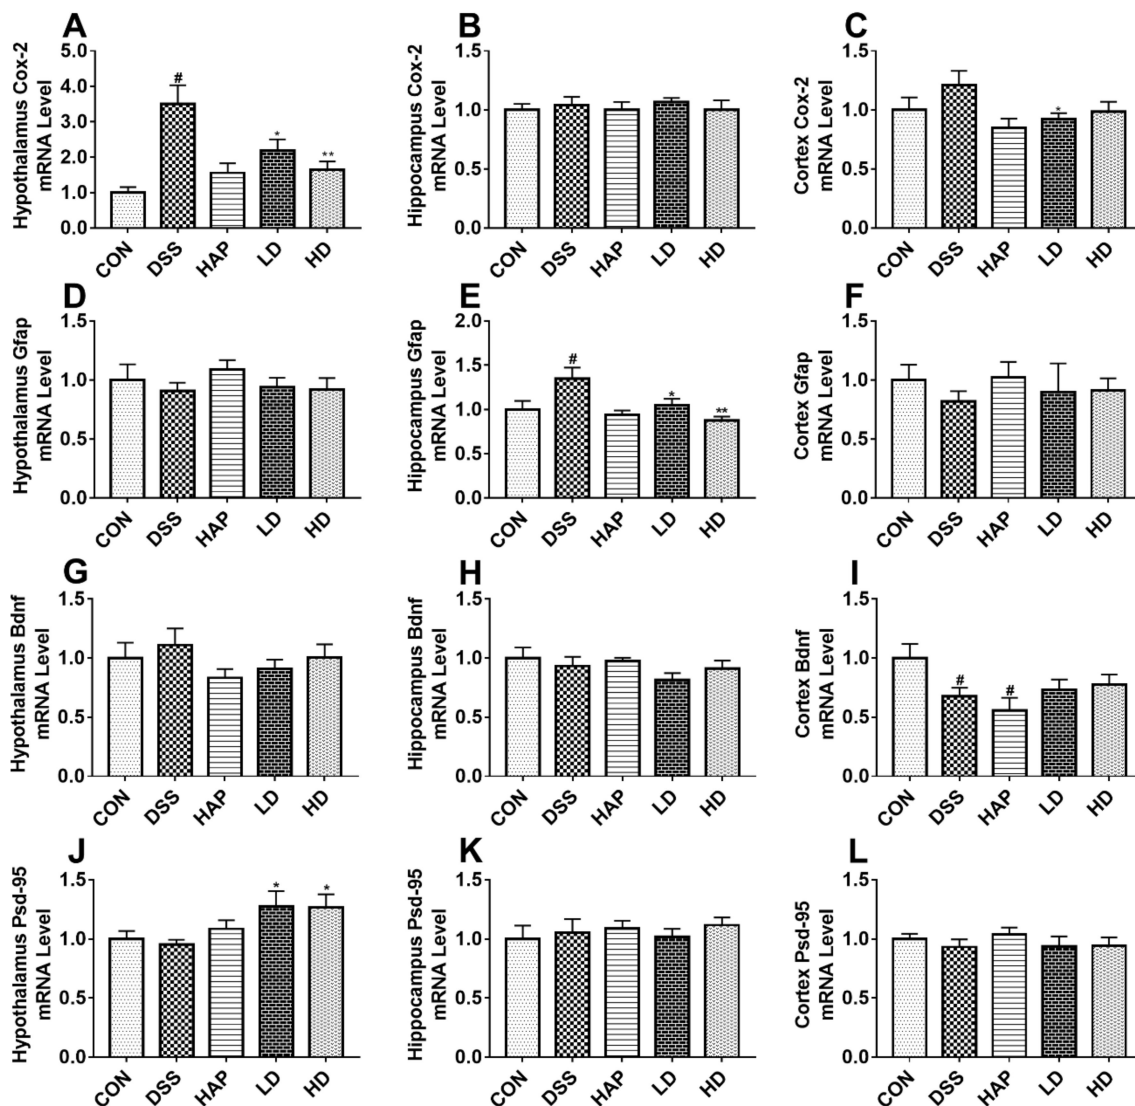 A
Hypothalamus Cox-2
mRNA Level
5.0
4.0
3.0
2.0
1.0
0.0
#
*
**
CON
DSS
HAP
LD
HD
B
Hippocampus Cox-2
mRNA Level
1.5
1.0
0.5
0.0
CON
DSS
HAP
LD
HD
C
Cortex Cox-2
mRNA Level
1.5
1.0
0.5
0.0
*
CON
DSS
HAP
LD
HD
D
Hypothalamus Gfap
mRNA Level
1.5
1.0
0.5
0.0
CON
DSS
HAP
LD
HD
E
Hippocampus Gfap
mRNA Level
2.0
1.5
1.0
0.5
0.0
#
*
**
CON
DSS
HAP
LD
HD
F
Cortex Gfap
mRNA Level
1.5
1.0
0.5
0.0
CON
DSS
HAP
LD
HD
G
Hypothalamus Bdnf
mRNA Level
1.5
1.0
0.5
0.0
CON
DSS
HAP
LD
HD
H
Hippocampus Bdnf
mRNA Level
1.5
1.0
0.5
0.0
CON
DSS
HAP
LD
HD
I
Cortex Bdnf
mRNA Level
1.5
1.0
0.5
0.0
#
#
CON
DSS
HAP
LD
HD
J
Hypothalamus Psd-95
mRNA Level
1.5
1.0
0.5
0.0
*
*
CON
DSS
HAP
LD
HD
K
Hippocampus Psd-95
mRNA Level
1.5
1.0
0.5
0.0
CON
DSS
HAP
LD
HD
L
Cortex Psd-95
mRNA Level
1.5
1.0
0.5
0.0
CON
DSS
HAP
LD
HD